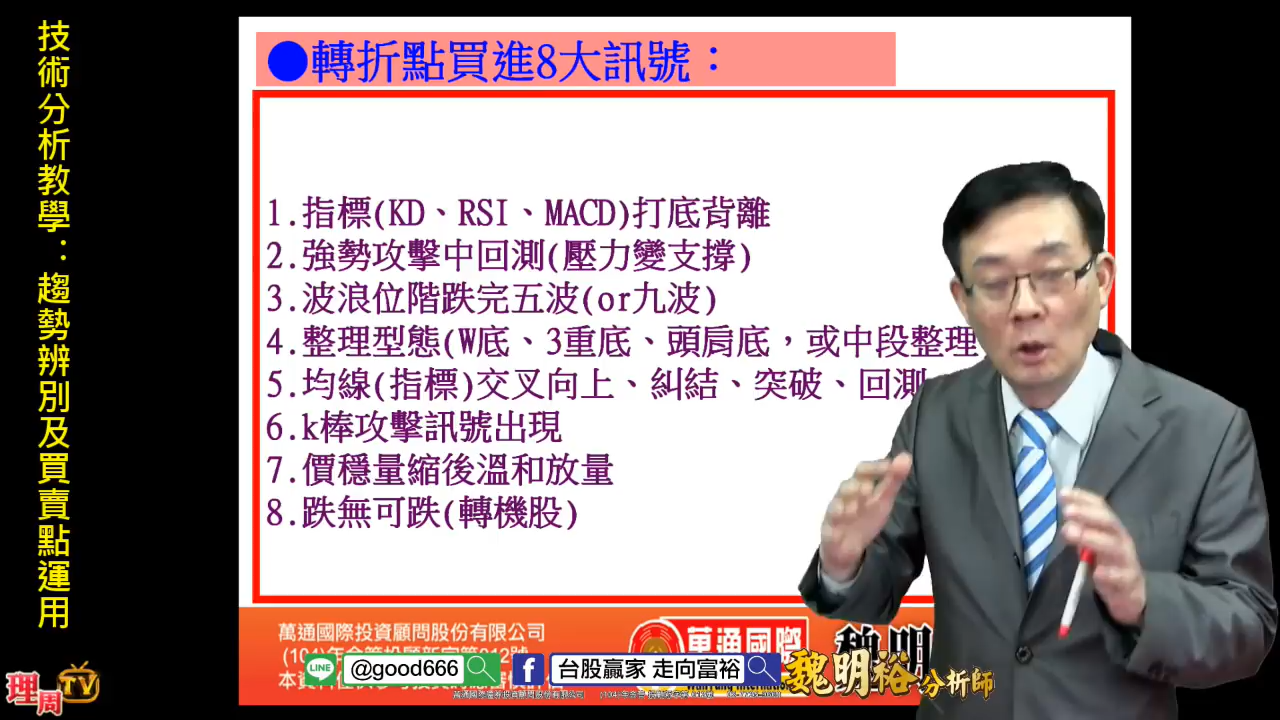 技術分析教學：趨勢辨別及買賣點運用
●轉折點買進8大訊號：
1.指標(KD、RSI、MACD)打底背離
2.強勢攻擊中回測(壓力變支撐)
3.波浪位階跌完五波(or九波)
4.整理型態(W底、3重底、頭肩底，或中段整理
5.均線(指標)交叉向上、糾結、突破、回測
6.k棒攻擊訊號出現
7.價穩量縮後溫和放量
8.跌無可跌(轉機股)
萬通國際投資顧問股份有限公司
萬通國際
魏明
LINE @good666
f 台股贏家 走向富裕
魏明裕分析師
理周TV